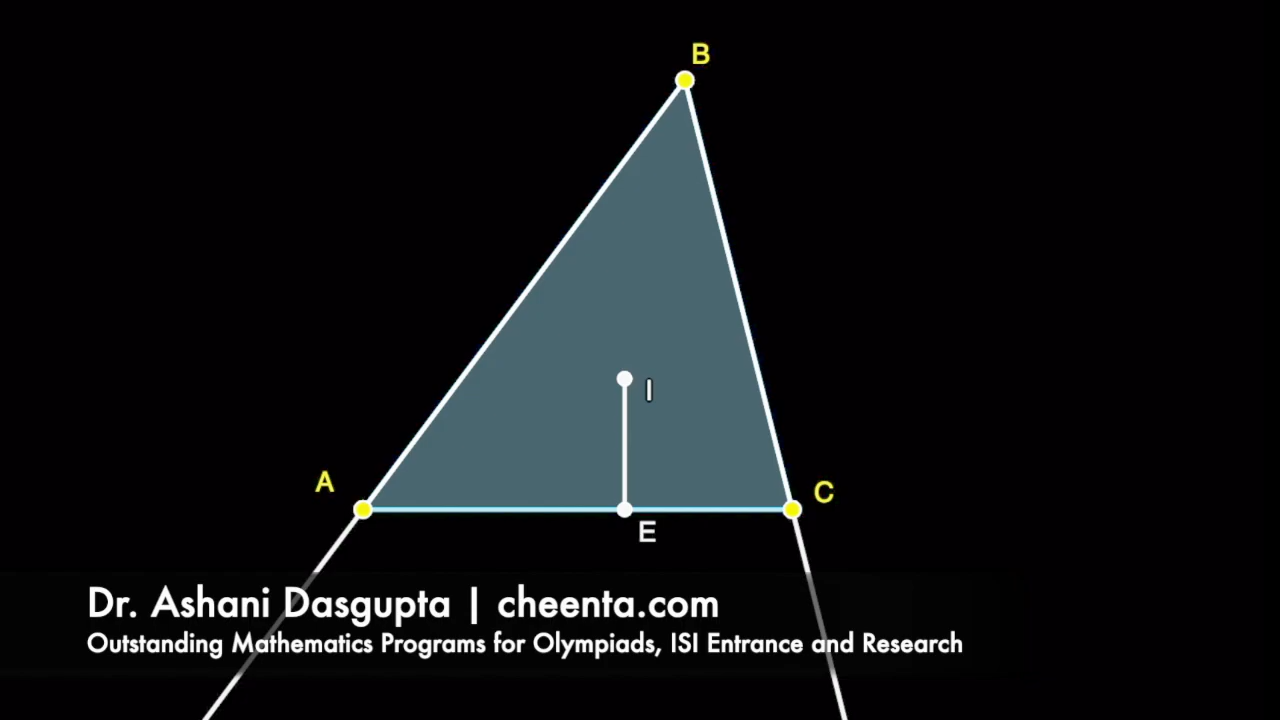 B
I
A
C
E
Dr. Ashani Dasgupta | cheenta.com
Outstanding Mathematics Programs for Olympiads, ISI Entrance and Research